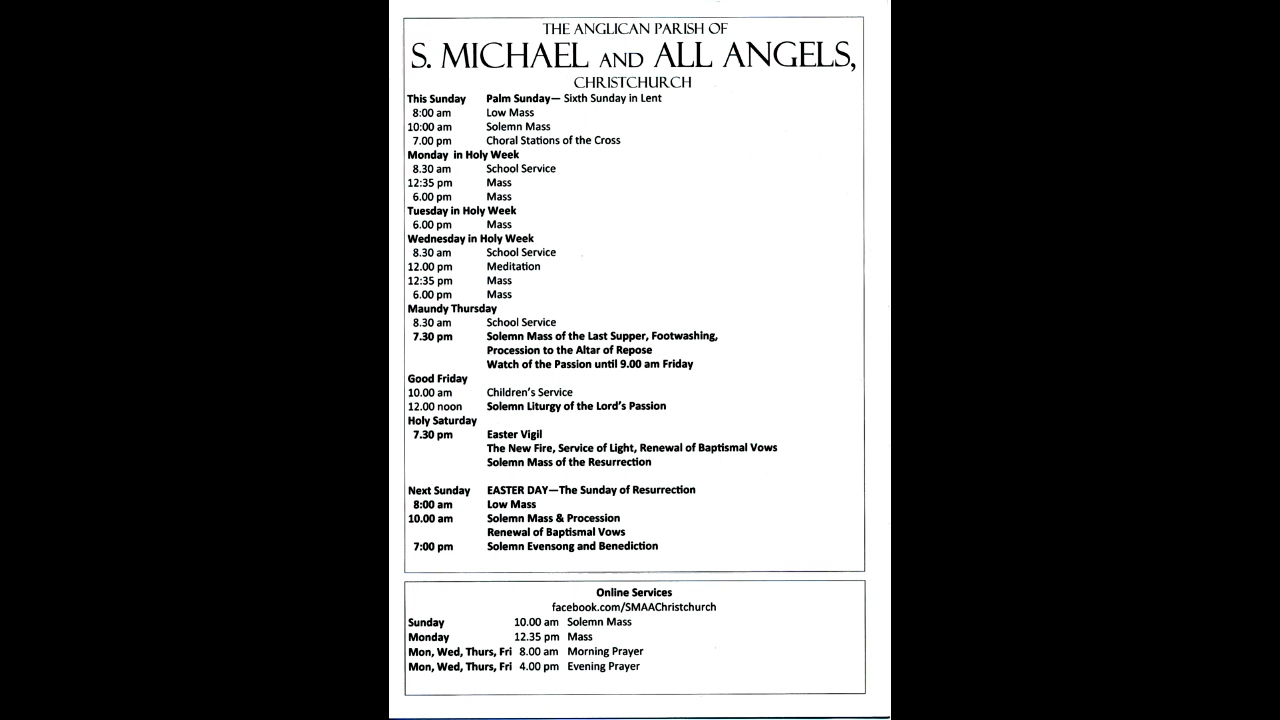 THE ANGLICAN PARISH OF
S. MICHAEL AND ALL ANGELS,
CHRISTCHURCH
This Sunday Palm Sunday— Sixth Sunday in Lent
8:00 am Low Mass
10:00 am Solemn Mass
7.00 pm Choral Stations of the Cross
Monday in Holy Week
8.30 am School Service
12:35 pm Mass
6.00 pm Mass
Tuesday in Holy Week
6.00 pm Mass
Wednesday in Holy Week
8.30 am School Service
12.00 pm Meditation
12:35 pm Mass
6.00 pm Mass
Maundy Thursday
8.30 am School Service
7.30 pm Solemn Mass of the Last Supper, Footwashing,
Procession to the Altar of Repose
Watch of the Passion until 9.00 am Friday
Good Friday
10.00 am Children's Service
12.00 noon Solemn Liturgy of the Lord's Passion
Holy Saturday
7.30 pm Easter Vigil
The New Fire, Service of Light, Renewal of Baptismal Vows
Solemn Mass of the Resurrection
Next Sunday EASTER DAY—The Sunday of Resurrection
8:00 am Low Mass
10.00 am Solemn Mass & Procession
Renewal of Baptismal Vows
7:00 pm Solemn Evensong and Benediction
Online Services
facebook.com/SMAAChristchurch
Sunday 10.00 am Solemn Mass
Monday 12.35 pm Mass
Mon, Wed, Thurs, Fri 8.00 am Morning Prayer
Mon, Wed, Thurs, Fri 4.00 pm Evening Prayer